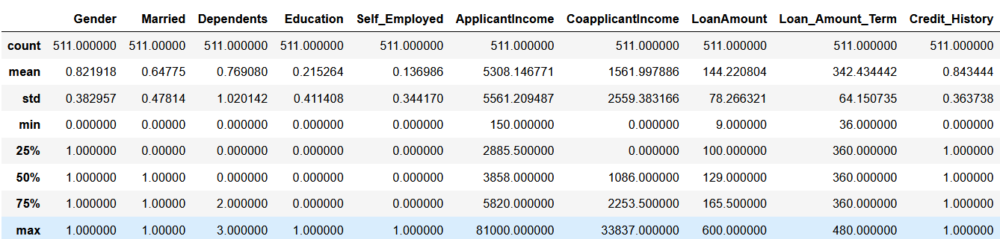 Gender Married Dependents Education Self_Employed ApplicantIncome CoapplicantIncome LoanAmount Loan_Amount_Term Credit_History
count 511.000000 511.00000 511.000000 511.000000 511.000000 511.000000 511.000000 511.000000 511.000000 511.000000
mean 0.821918 0.64775 0.769080 0.215264 0.136986 5308.146771 1561.997886 144.220804 342.434442 0.843444
std 0.382957 0.47814 1.020142 0.411408 0.344170 5561.209487 2559.383166 78.266321 64.150735 0.363738
min 0.000000 0.00000 0.000000 0.000000 0.000000 150.000000 0.000000 9.000000 36.000000 0.000000
25% 1.000000 0.00000 0.000000 0.000000 0.000000 2885.500000 0.000000 100.000000 360.000000 1.000000
50% 1.000000 1.00000 0.000000 0.000000 0.000000 3858.000000 1086.000000 129.000000 360.000000 1.000000
75% 1.000000 1.00000 2.000000 0.000000 0.000000 5820.000000 2253.500000 165.500000 360.000000 1.000000
max 1.000000 1.00000 3.000000 1.000000 1.000000 81000.000000 33837.000000 600.000000 480.000000 1.000000